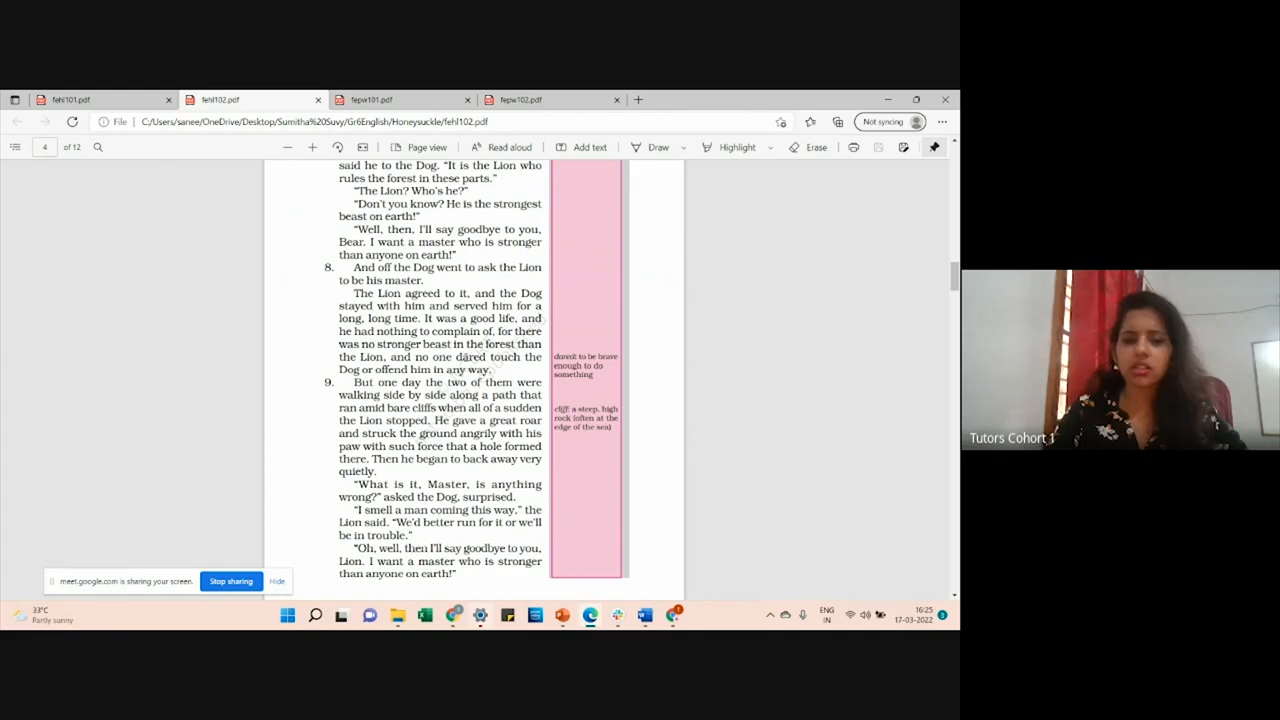 fehl101.pdf
fehl102.pdf
fepw101.pdf
fepw102.pdf
File
C:/Users/sanee/OneDrive/Desktop/Sumitha%20Suvy/Gr6English/Honeysuckle/fehl102.pdf
Not syncing
4 of 12
Page view
Read aloud
Add text
Draw
Highlight
Erase
said he to the Dog. “It is the Lion who
rules the forest in these parts.”
“The Lion? Who’s he?”
“Don’t you know? He is the strongest
beast on earth!”
“Well, then, I’ll say goodbye to you,
Bear. I want a master who is stronger
than anyone on earth!”
8. And off the Dog went to ask the Lion
to be his master.
The Lion agreed to it, and the Dog
stayed with him and served him for a
long, long time. It was a good life, and
he had nothing to complain of, for there
was no stronger beast in the forest than
the Lion, and no one dared touch the
Dog or offend him in any way.
9. But one day the two of them were
walking side by side along a path that
ran amid bare cliffs when all of a sudden
the Lion stopped. He gave a great roar
and struck the ground angrily with his
paw with such force that a hole formed
there. Then he began to back away very
quietly.
“What is it, Master, is anything
wrong?” asked the Dog, surprised.
“I smell a man coming this way,” the
Lion said. “We’d better run for it or we’ll
be in trouble.”
“Oh, well, then I’ll say goodbye to you,
Lion. I want a master who is stronger
than anyone on earth!”
dared: to be brave
enough to do
something
cliff: a steep, high
rock (often at the
edge of the sea)
Tutors Cohort 1
meet.google.com is sharing your screen.
Stop sharing
Hide
33°C
Partly sunny
ENG
IN
16:25
17-03-2022
3